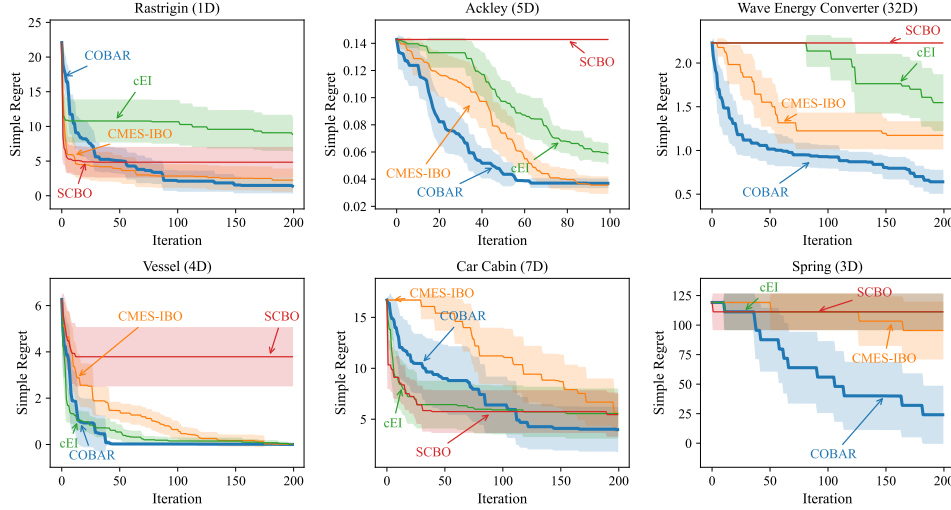 Rastrigin (1D)
25
20
15
10
5
0
Simple Regret
COBAR
cEI
CMES-IBO
SCBO
0 50 100 150 200
Iteration
Ackley (5D)
0.14
0.12
0.10
0.08
0.06
0.04
0.02
Simple Regret
SCBO
CMES-IBO
cEI
COBAR
0 20 40 60 80 100
Iteration
Wave Energy Converter (32D)
2.0
1.5
1.0
0.5
Simple Regret
SCBO
cEI
CMES-IBO
COBAR
0 50 100 150 200
Iteration
Vessel (4D)
6
4
2
0
Simple Regret
CMES-IBO
SCBO
cEI
COBAR
0 50 100 150 200
Iteration
Car Cabin (7D)
15
10
5
Simple Regret
CMES-IBO
COBAR
cEI
SCBO
0 50 100 150 200
Iteration
Spring (3D)
125
100
75
50
25
0
Simple Regret
cEI
SCBO
CMES-IBO
COBAR
0 50 100 150 200
Iteration